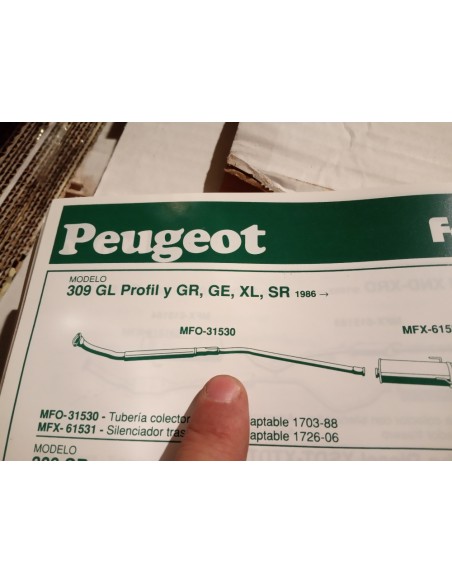 Peugeot
MODELO
309 GL Profil y GR, GE, XL, SR 1986 →
MFO-31530
MFX-61
MFO-31530 - Tubería colector aptable 1703-88
MFX- 61531 - Silenciador tras aptable 1726-06
MODELO